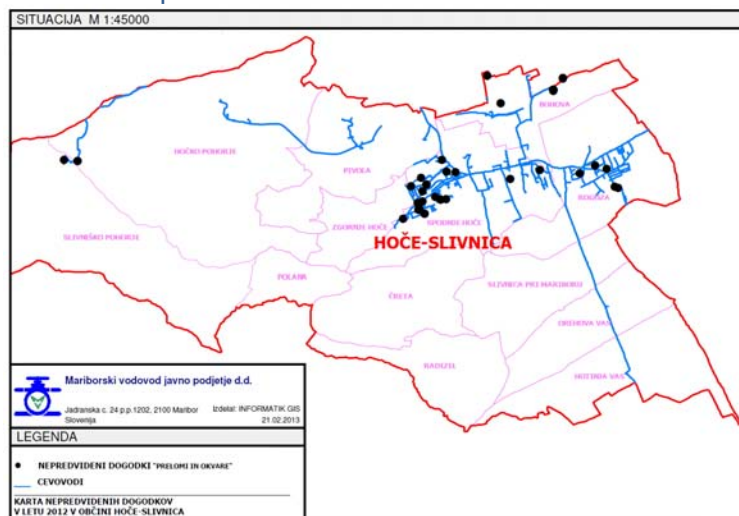 SITUACIJA M 1:45000
BOHOVA
HOČKO POHORJE
PIVOLA
ROGOZA
ZGORNJE HOČE
SPODNJE HOČE
SLIVNIŠKO POHORJE
HOČE-SLIVNICA
POLANA
SLIVNICA PRI MARIBORU
ČRETA
OREHOVA VAS
RADIZEL
HOTINJA VAS
Mariborski vodovod javno podjetje d.d.
Jadranska c. 24 p.p.1202, 2100 Maribor
Slovenija
Izdelal: INFORMATIK GIS
21.02.2013
LEGENDA
NEPREDVIDENI DOGODKI "PRELOMI IN OKVARE"
CEVOVODI
KARTA NEPREDVIDENIH DOGODKOV
V LETU 2012 V OBČINI HOČE-SLIVNICA